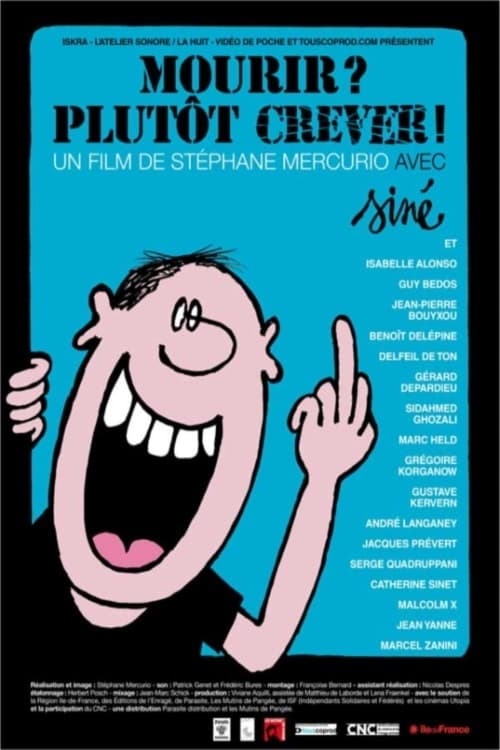 ISKRA - L'ATELIER SONORE / LA HUIT - VIDÉO DE POCHE ET TOUSCOPROD.COM PRÉSENTENT
MOURIR ?
PLUTÔT CREVER !
UN FILM DE STÉPHANE MERCURIO AVEC
siné
ET
ISABELLE ALONSO
GUY BEDOS
JEAN-PIERRE
BOUYXOU
BENOÎT DELÉPINE
DELFEIL DE TON
GÉRARD
DEPARDIEU
SIDAHMED
GHOZALI
MARC HELD
GRÉGOIRE
KORGANOW
GUSTAVE
KERVERN
ANDRÉ LANGANEY
JACQUES PRÉVERT
SERGE QUADRUPPANI
CATHERINE SINET
MALCOLM X
JEAN YANNE
MARCEL ZANINI
Réalisation et image : Stéphane Mercurio - son : Patrick Genet et Frédéric Bures - montage : Françoise Bernard - assistant réalisation : Nicolas Despres
étalonnage : Herbert Posch - mixage : Jean-Marc Schick - production : Viviane Aquilli, assistée de Matthieu de Laborde et Lena Fraenkel - avec le soutien de
la Région Ile-de-France, des Éditions de l'Enragé, de Parasite, Les Mutins de Pangée, de ISF (Indépendants Solidaires et Fédérés) et les cinémas Utopia
et la participation du CNC - une distribution Parasite distribution et les Mutins de Pangée.
touscoprod
CNC
île de France